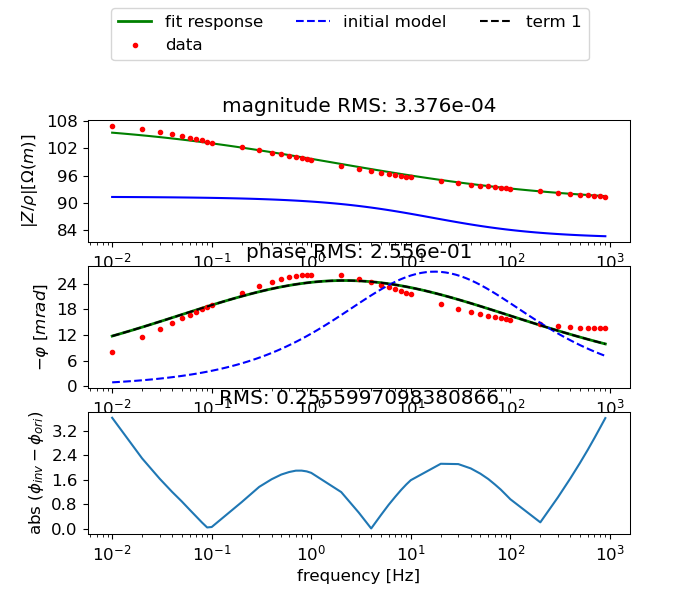 fit response initial model term 1
data
magnitude RMS: 3.376e-04
|Z/ρ|[Ω(m)]
108
102
96
90
84
10⁻² 10⁻¹ 10⁰ 10¹ 10² 10³
phase RMS: 2.556e-01
−φ [mrad]
24
18
12
6
0
10⁻² 10⁻¹ 10⁰ 10¹ 10² 10³
RMS: 0.2555997098380866
abs (ϕ_inv − ϕ_ori)
3.2
2.4
1.6
0.8
0.0
10⁻² 10⁻¹ 10⁰ 10¹ 10² 10³
frequency [Hz]